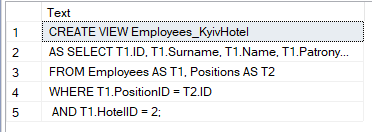 Text
1 CREATE VIEW Employees_KyivHotel
2 AS SELECT T1.ID, T1.Surname, T1.Name, T1.Patrony...
3 FROM Employees AS T1, Positions AS T2
4 WHERE T1.PositionID = T2.ID
5 AND T1.HotelID = 2;